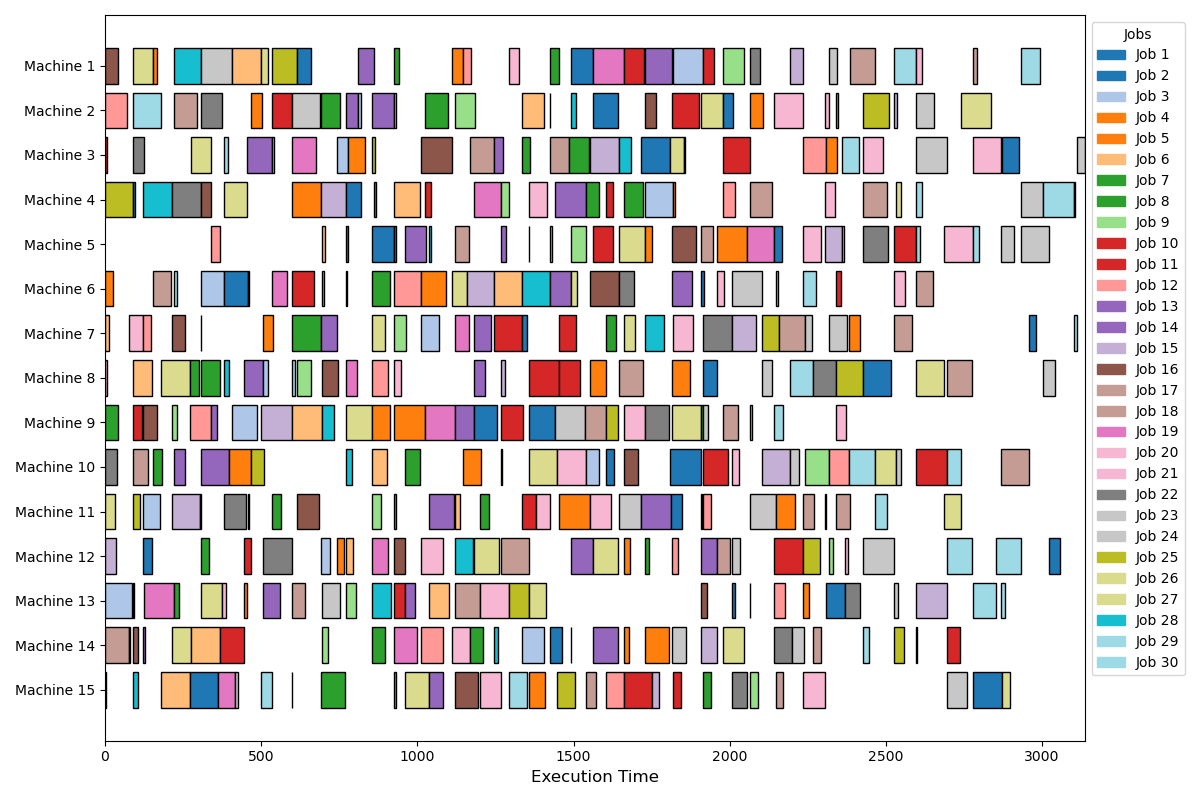 Machine 1
Machine 2
Machine 3
Machine 4
Machine 5
Machine 6
Machine 7
Machine 8
Machine 9
Machine 10
Machine 11
Machine 12
Machine 13
Machine 14
Machine 15
0 500 1000 1500 2000 2500 3000
Execution Time
Jobs
Job 1
Job 2
Job 3
Job 4
Job 5
Job 6
Job 7
Job 8
Job 9
Job 10
Job 11
Job 12
Job 13
Job 14
Job 15
Job 16
Job 17
Job 18
Job 19
Job 20
Job 21
Job 22
Job 23
Job 24
Job 25
Job 26
Job 27
Job 28
Job 29
Job 30